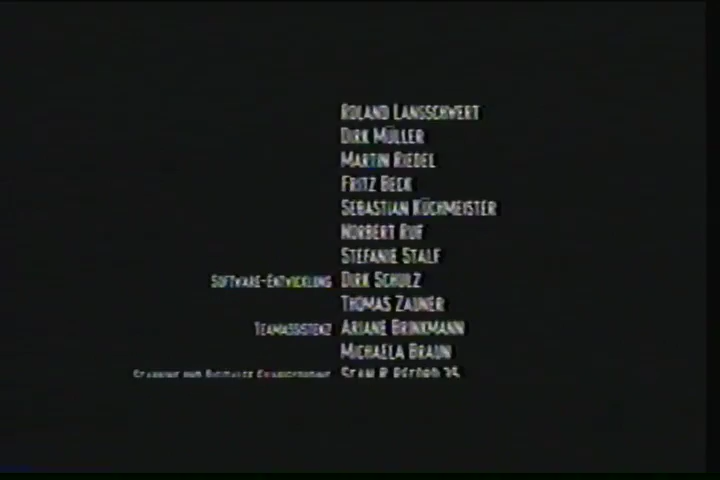 ROLAND LANGSCHWERT
DIRK MÜLLER
MARTIN RIEDEL
FRITZ BECK
SEBASTIAN KÜCHMEISTER
NORBERT RUF
STEFANIE STALF
SOFTWARE-ENTWICKLUNG DIRK SCHULZ
THOMAS ZAUNER
TEAMASSISTENZ ARIANE BRINKMANN
MICHAELA BRAUN